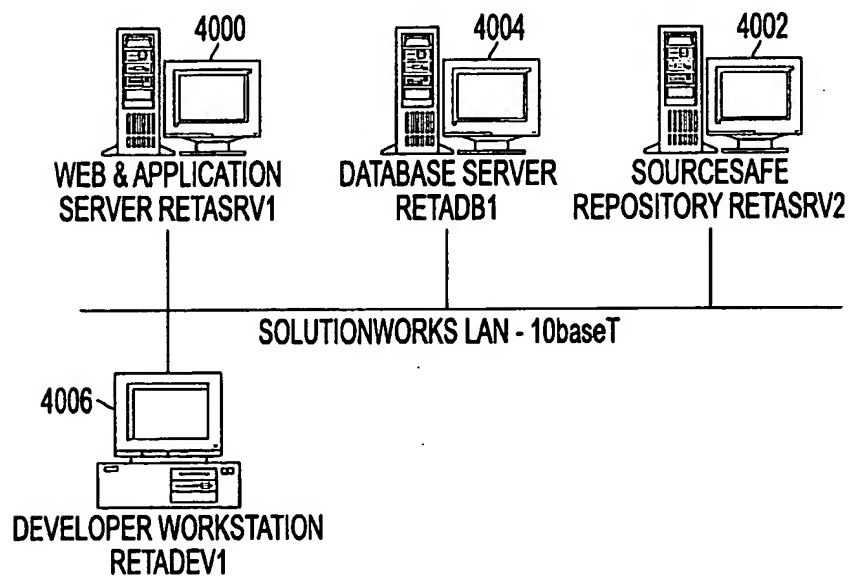 4000
4004
4002
WEB & APPLICATION
SERVER RETASRV1
DATABASE SERVER
RETADB1
SOURCESAFE
REPOSITORY RETASRV2
SOLUTIONWORKS LAN - 10baseT
4006
DEVELOPER WORKSTATION
RETADEV1